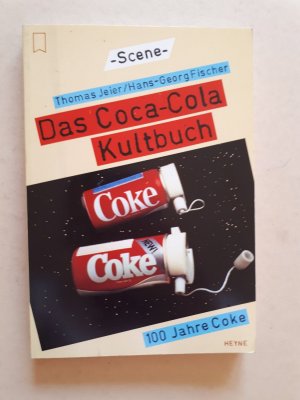 -Scene-
Thomas Jeier/Hans-Georg Fischer
Das Coca-Cola
Kultbuch
Coke
NEW!
Coke
100 Jahre Coke
HEYNE